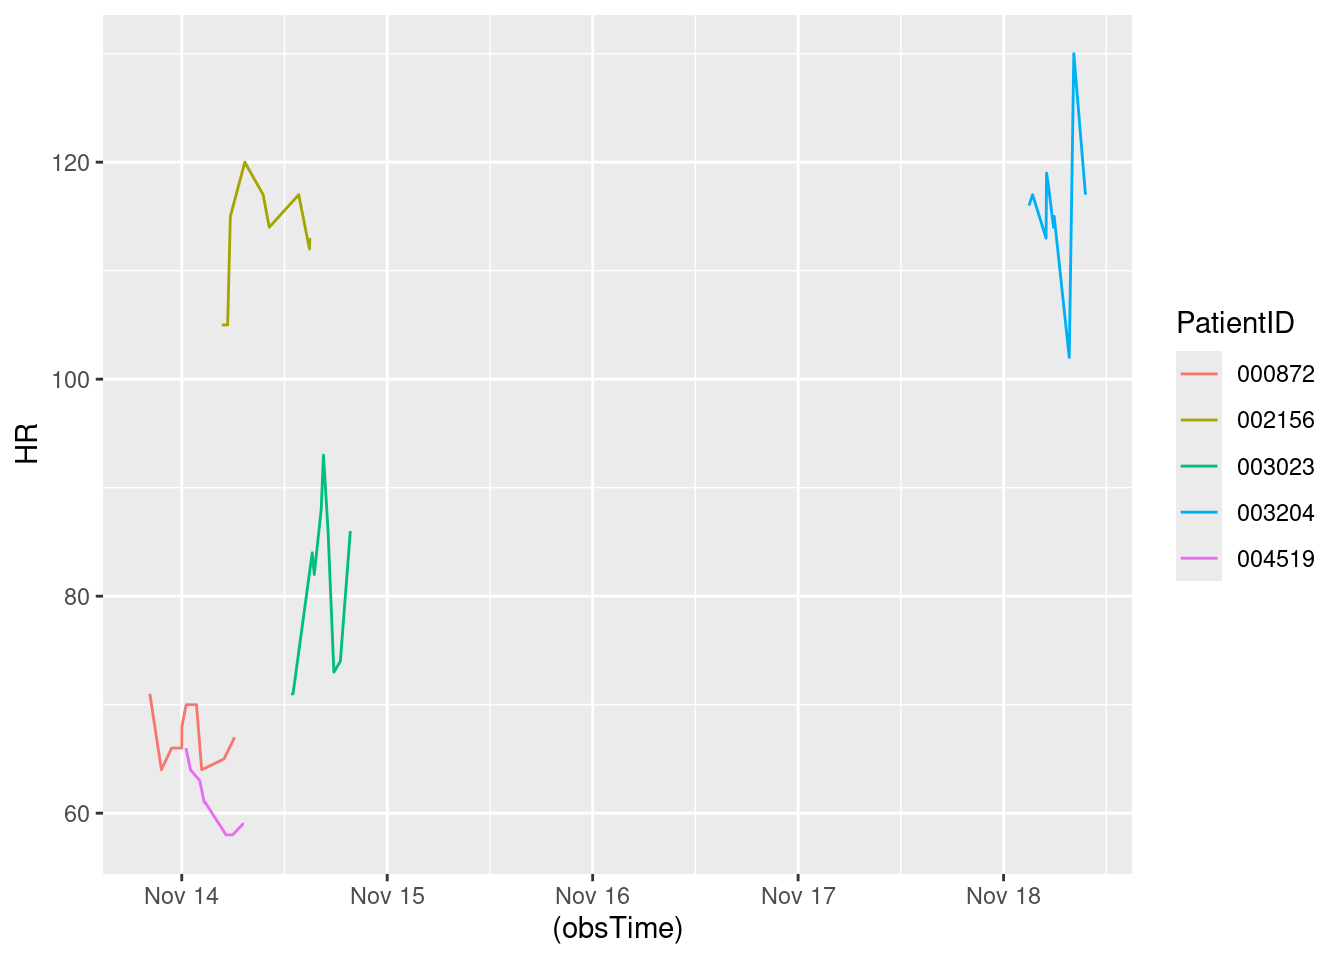 120
100
80
60
HR
Nov 14
Nov 15
Nov 16
Nov 17
Nov 18
(obsTime)
PatientID
000872
002156
003023
003204
004519